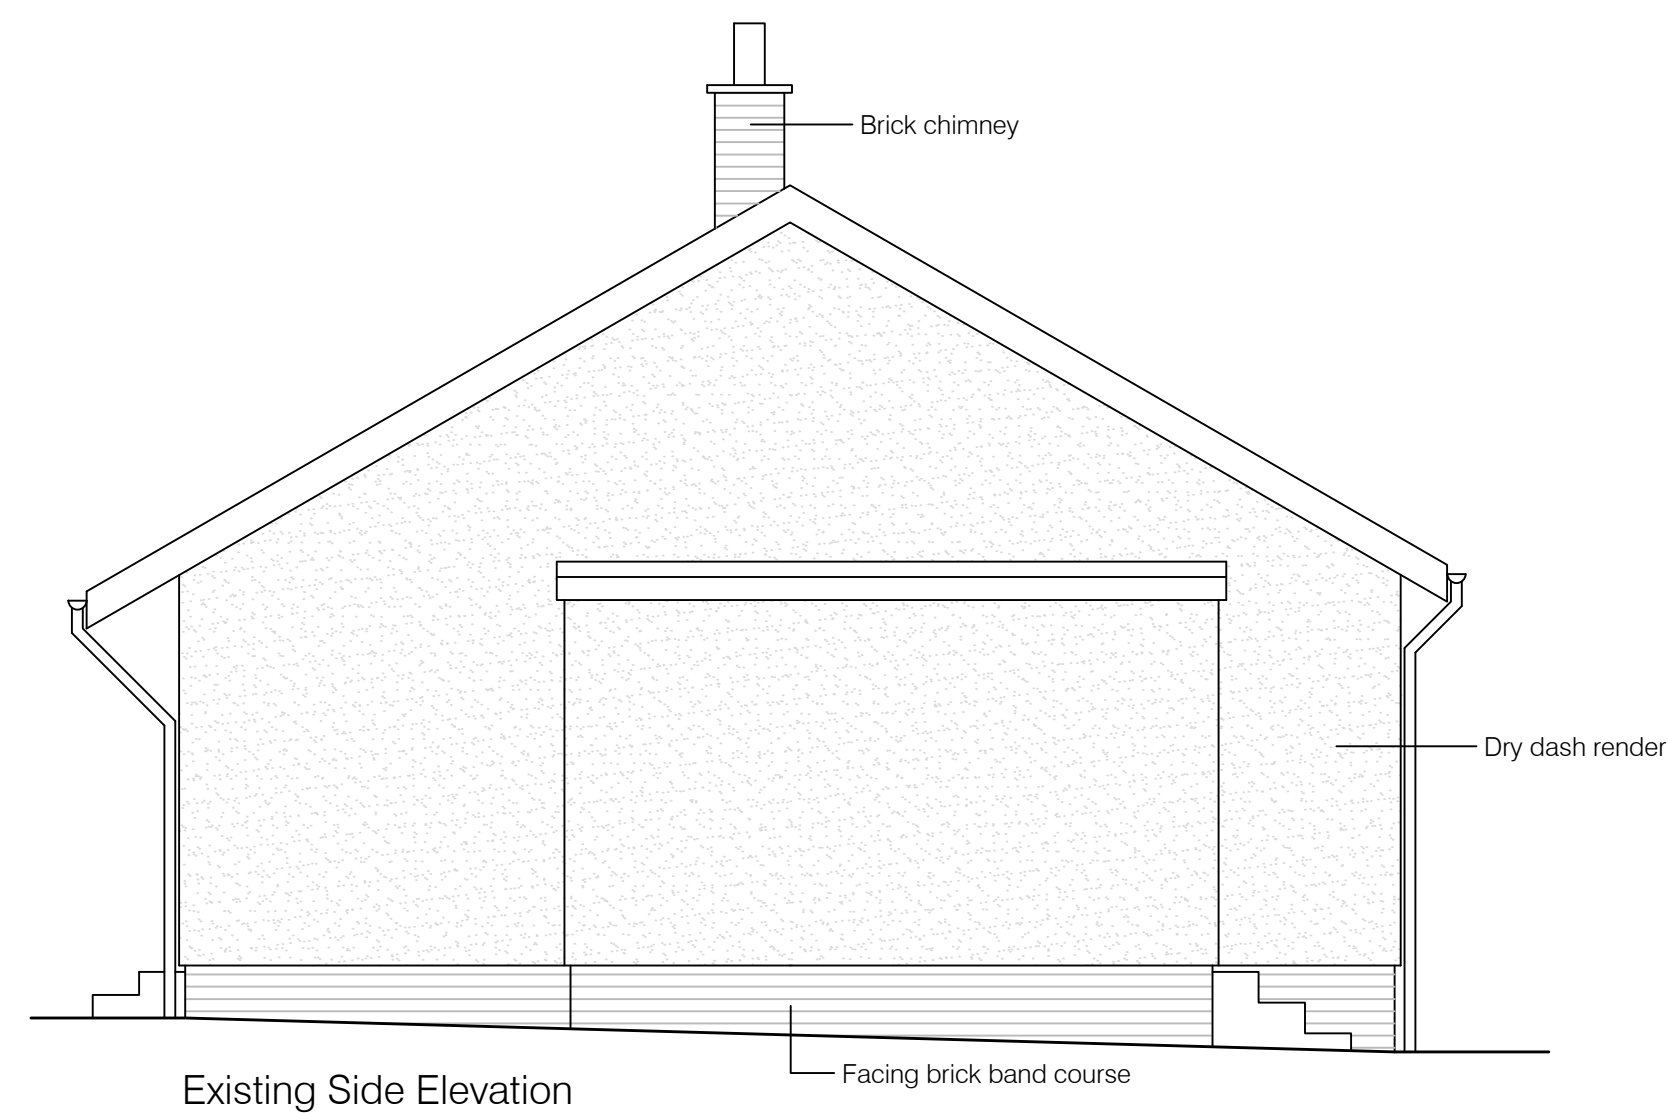 Brick chimney
Dry dash render
Facing brick band course
Existing Side Elevation